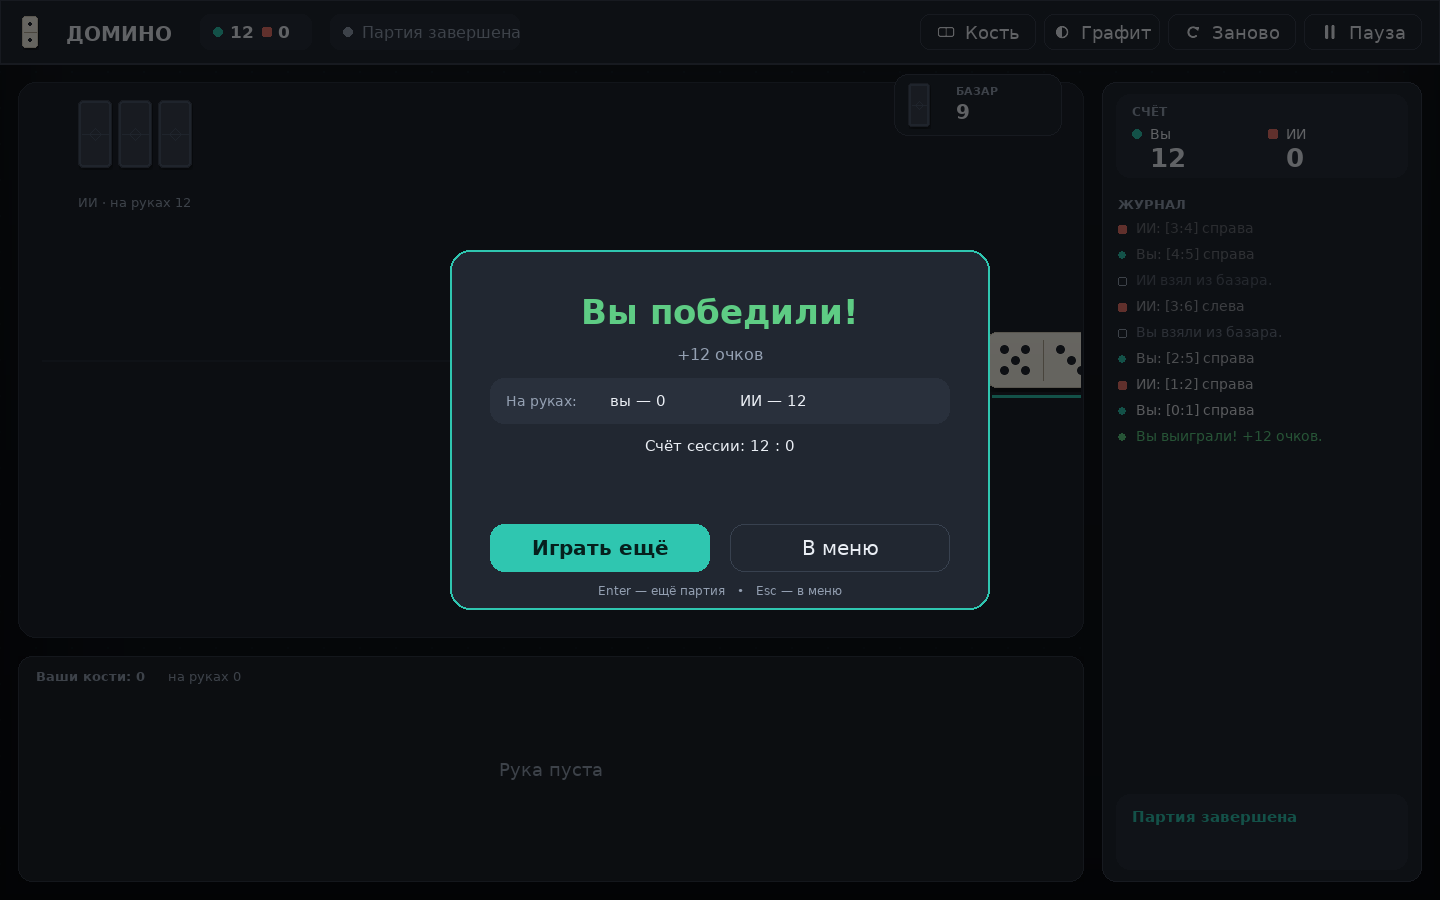 ДОМИНО
12 0
Партия завершена
Кость
Графит
Заново
Пауза
БАЗАР
9
ИИ · на руках 12
СЧЁТ
Вы ИИ
12 0
ЖУРНАЛ
ИИ: [3:4] справа
Вы: [4:5] справа
ИИ взял из базара.
ИИ: [3:6] слева
Вы взяли из базара.
Вы: [2:5] справа
ИИ: [1:2] справа
Вы: [0:1] справа
Вы выиграли! +12 очков.
Вы победили!
+12 очков
На руках: вы — 0 ИИ — 12
Счёт сессии: 12 : 0
Играть ещё
В меню
Enter — ещё партия • Esc — в меню
Ваши кости: 0 на руках 0
Рука пуста
Партия завершена